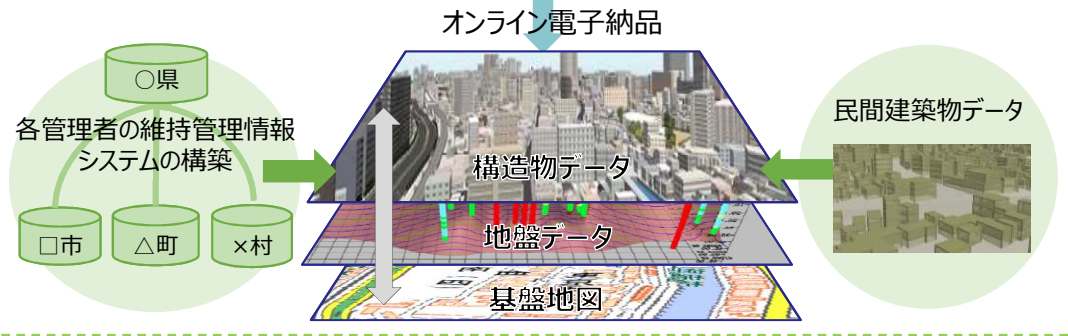 オンライン電子納品
○県
各管理者の維持管理情報
システムの構築
□市
△町
×村
構造物データ
地盤データ
基盤地図
民間建築物データ